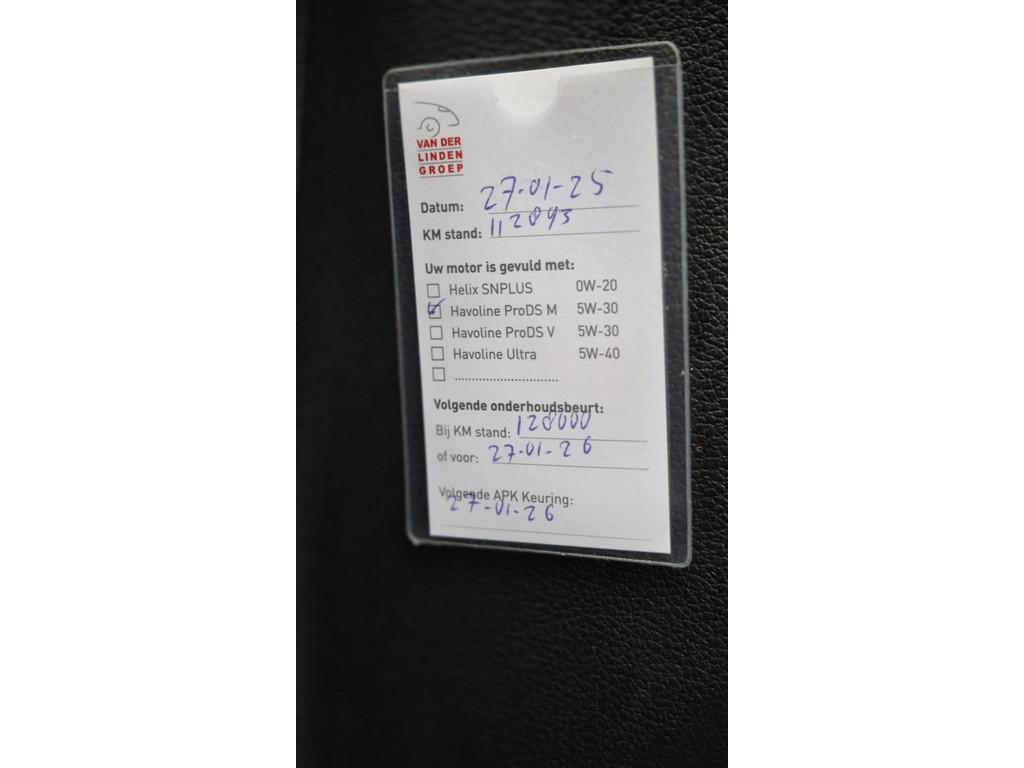 VAN DER
LINDEN
GROEP
Datum: 27-01-25
KM stand: 112893
Uw motor is gevuld met:
Helix SNPLUS 0W-20
Havoline ProDS M 5W-30
Havoline ProDS V 5W-30
Havoline Ultra 5W-40
..............................
Volgende onderhoudsbeurt:
Bij KM stand: 128000
of voor: 27-01-26
Volgende APK Keuring:
27-01-26